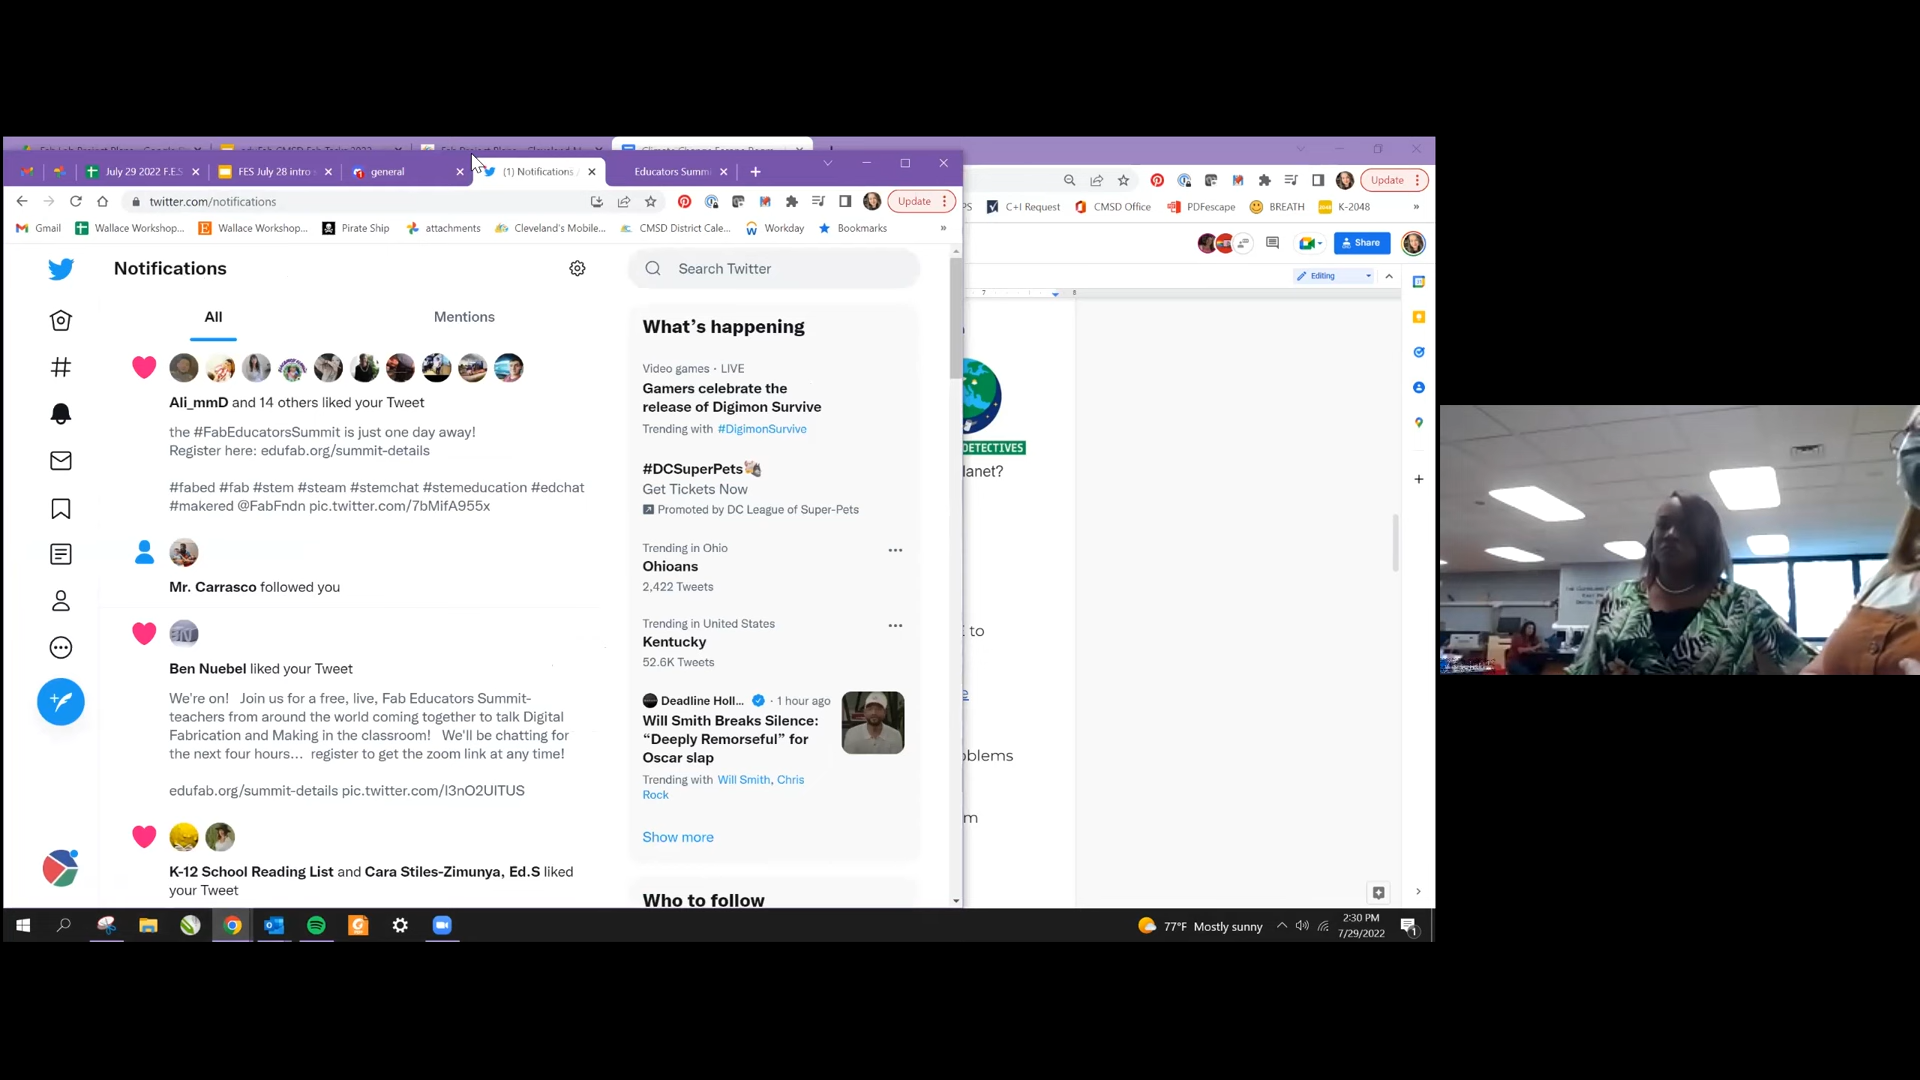 July 29 2022 F.E.S
FES July 28 intro
general
(1) Notifications /
Educators Summ
twitter.com/notifications
Update
Gmail
Wallace Workshop...
Wallace Workshop...
Pirate Ship
attachments
Cleveland's Mobile...
CMSD District Cale...
Workday
Bookmarks
»
Update
C+I Request
CMSD Office
PDFescape
BREATH
K-2048
»
Share
Editing
7
8
Notifications
All
Mentions
Ali_mmD and 14 others liked your Tweet
the #FabEducatorsSummit is just one day away!
Register here: edufab.org/summit-details
#fabed #fab #stem #steam #stemchat #stemeducation #edchat
#makered @FabFndn pic.twitter.com/7bMifA955x
Mr. Carrasco followed you
Ben Nuebel liked your Tweet
We're on! Join us for a free, live, Fab Educators Summit-
teachers from around the world coming together to talk Digital
Fabrication and Making in the classroom! We'll be chatting for
the next four hours... register to get the zoom link at any time!
edufab.org/summit-details pic.twitter.com/I3nO2UITUS
K-12 School Reading List and Cara Stiles-Zimunya, Ed.S liked
your Tweet
Search Twitter
What's happening
Video games · LIVE
Gamers celebrate the
release of Digimon Survive
Trending with #DigimonSurvive
#DCSuperPets
Get Tickets Now
Promoted by DC League of Super-Pets
Trending in Ohio
Ohioans
2,422 Tweets
Trending in United States
Kentucky
52.6K Tweets
Deadline Holl... · 1 hour ago
Will Smith Breaks Silence:
“Deeply Remorseful” for
Oscar slap
Trending with Will Smith, Chris
Rock
Show more
Who to follow
DETECTIVES
lanet?
to
oblems
m
77°F Mostly sunny
2:30 PM
7/29/2022
1